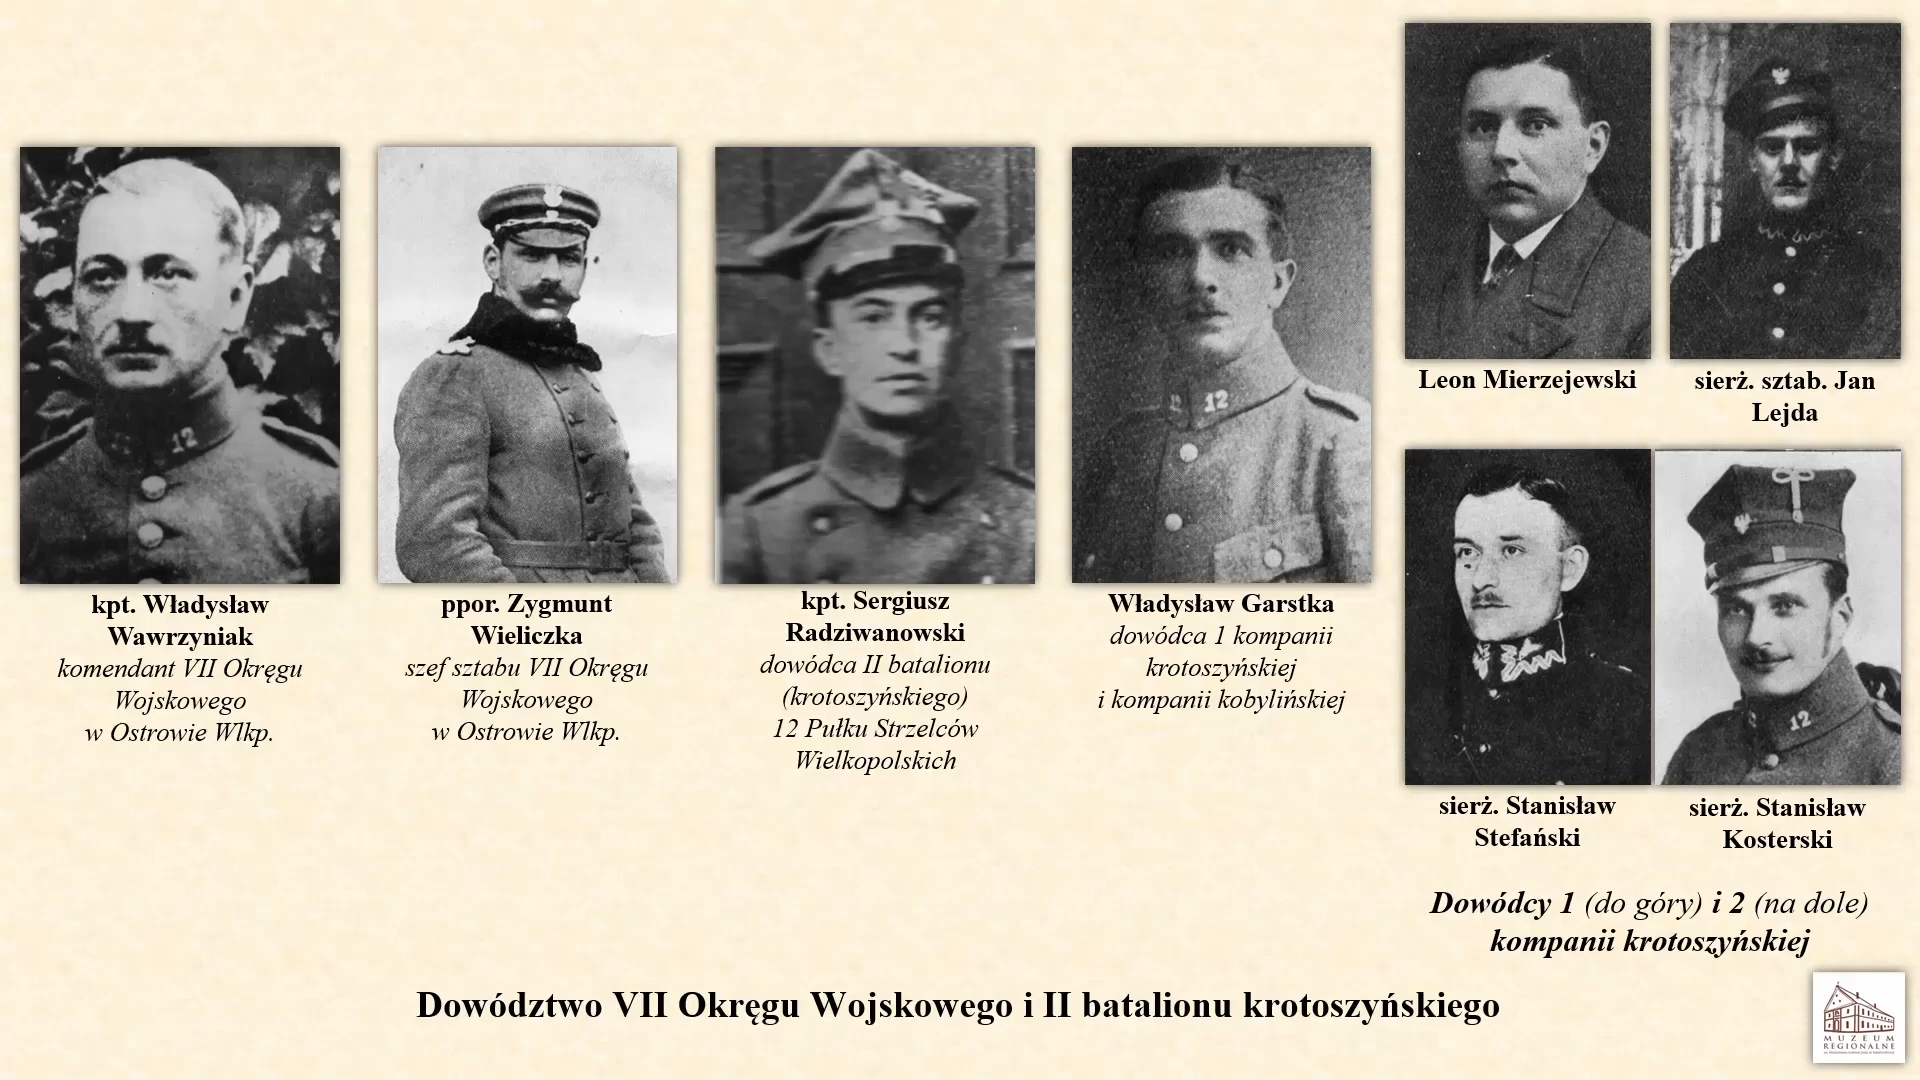 kpt. Władysław
Wawrzyniak
komendant VII Okręgu
Wojskowego
w Ostrowie Wlkp.
ppor. Zygmunt
Wieliczka
szef sztabu VII Okręgu
Wojskowego
w Ostrowie Wlkp.
kpt. Sergiusz
Radziwanowski
dowódca II batalionu
(krotoszyńskiego)
12 Pułku Strzelców
Wielkopolskich
Władysław Garstka
dowódca 1 kompanii
krotoszyńskiej
i kompanii kobylińskiej
Leon Mierzejewski
sierż. sztab. Jan
Lejda
sierż. Stanisław
Stefański
sierż. Stanisław
Kosterski
Dowódcy 1 (do góry) i 2 (na dole)
kompanii krotoszyńskiej
Dowództwo VII Okręgu Wojskowego i II batalionu krotoszyńskiego
12
12
12
MUZEUM
REGIONALNE